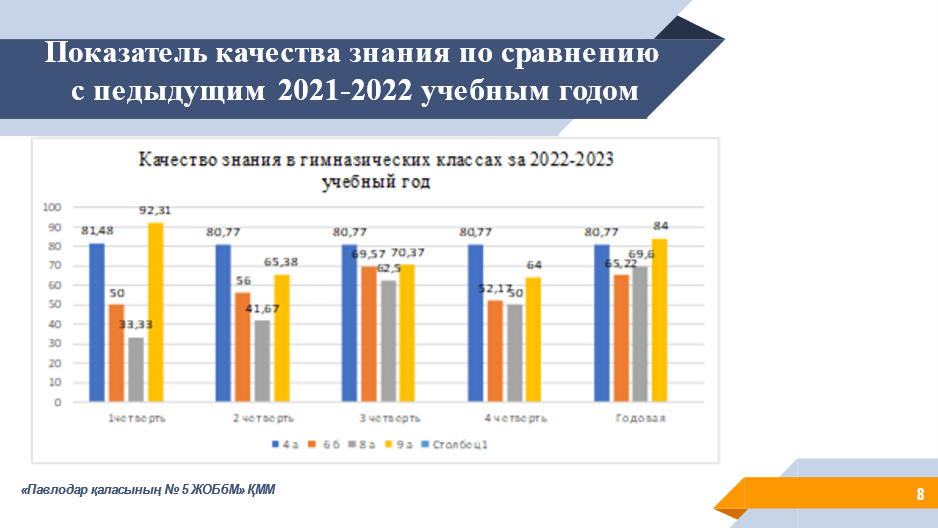 Показатель качества знания по сравнению
с педыдущим 2021-2022 учебным годом
Качество знания в гимназических классах за 2022-2023
учебный год
100
90
80
70
60
50
40
30
20
10
0
81,48 50 33,33 92,31
80,77 56 41,67 65,38
80,77 69,57 62,5 70,37
80,77 52,17 50 64
80,77 65,22 69,6 84
1четверть 2 четверть 3 четверть 4 четверть Годовая
4 а 6 б 8 а 9 а Столбец1
«Павлодар қаласының № 5 ЖОББМ» ҚММ
8